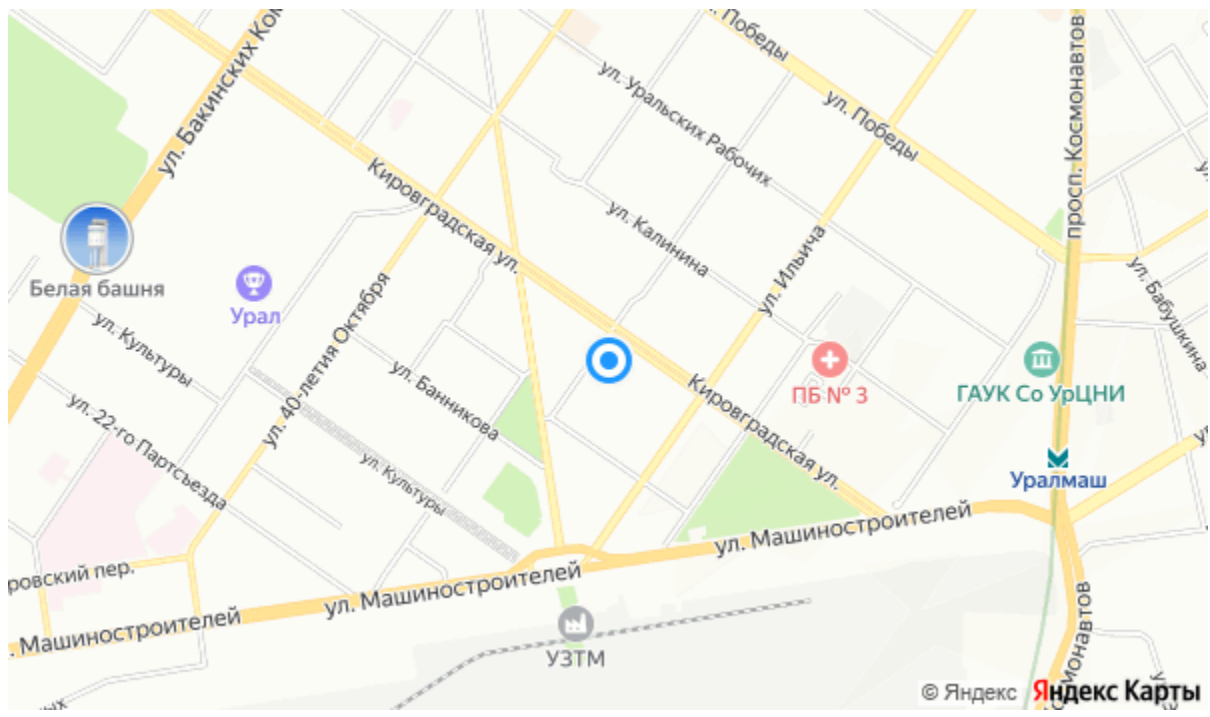 ул. Бакинских Ком
л. Победы
ул. Уральских Рабочих
ул. Победы
просп. Космонавтов
Кировградская ул.
ул. Калинина
ул. Ильича
ул. Бабушкина
Белая башня
Урал
ул. 40-летия Октября
ул. Культуры
ул. Банникова
ПБ № 3
ГАУК Со УрЦНИ
Кировградская ул.
ул. 22-го Партсъезда
ул. Культуры
Уралмаш
ул. Машиностроителей
ровский пер.
ул. Машиностроителей
. Машиностроителей
УЗТМ
смонавтов
ых
© Яндекс Яндекс Карты